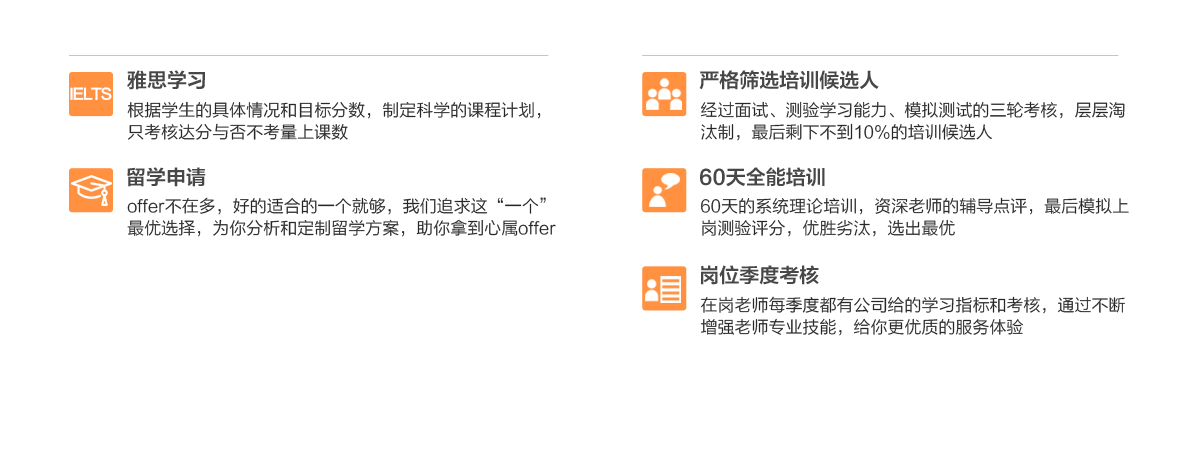 IELTS
雅思学习
根据学生的具体情况和目标分数，制定科学的课程计划，
只考核达分与否不考量上课数
留学申请
offer不在多，好的适合的一个就够，我们追求这“一个”
最优选择，为你分析和定制留学方案，助你拿到心属offer
严格筛选培训候选人
经过面试、测验学习能力、模拟测试的三轮考核，层层淘
汰制，最后剩下不到10%的培训候选人
60天全能培训
60天的系统理论培训，资深老师的辅导点评，最后模拟上
岗测验评分，优胜劣汰，选出最优
岗位季度考核
在岗老师每季度都有公司给的学习指标和考核，通过不断
增强老师专业技能，给你更优质的服务体验